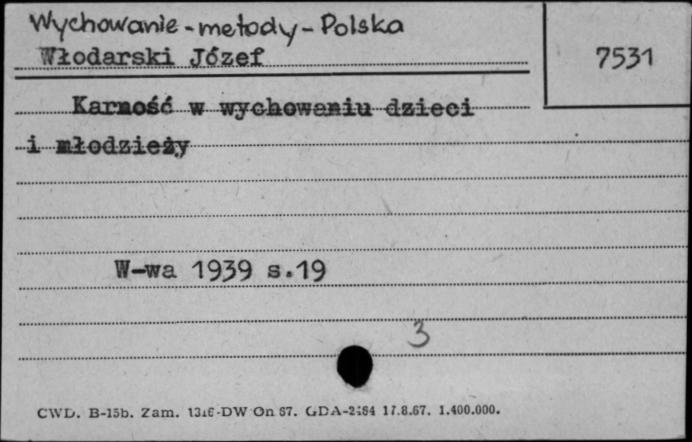 Wychowanie - metody - Polska
Włodarski Józef
7531
Karność w wychowaniu dzieci
i młodzieży
W-wa 1939 s.19
3
CWD. B-15b. Zam. 1316-DW On 67. GDA-2484 17.8.67. 1.400.000.